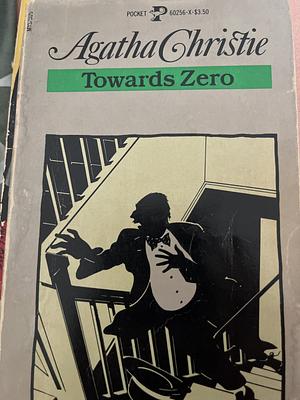 POCKET P 60256-X·$3.50
Agatha Christie
Towards Zero